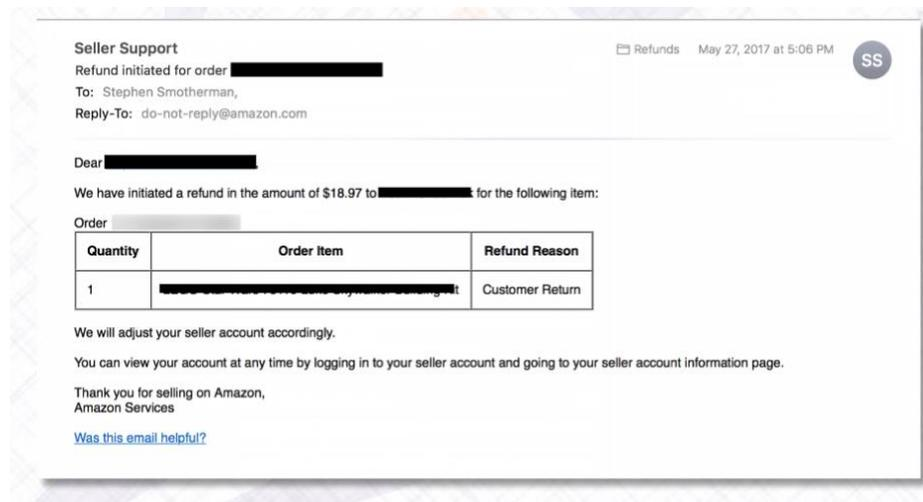 Seller Support
Refunds May 27, 2017 at 5:06 PM
SS
Refund initiated for order
To: Stephen Smotherman,
Reply-To: do-not-reply@amazon.com
Dear
We have initiated a refund in the amount of $18.97 to for the following item:
Order
Quantity Order Item Refund Reason
1 Customer Return
We will adjust your seller account accordingly.
You can view your account at any time by logging in to your seller account and going to your seller account information page.
Thank you for selling on Amazon,
Amazon Services
Was this email helpful?